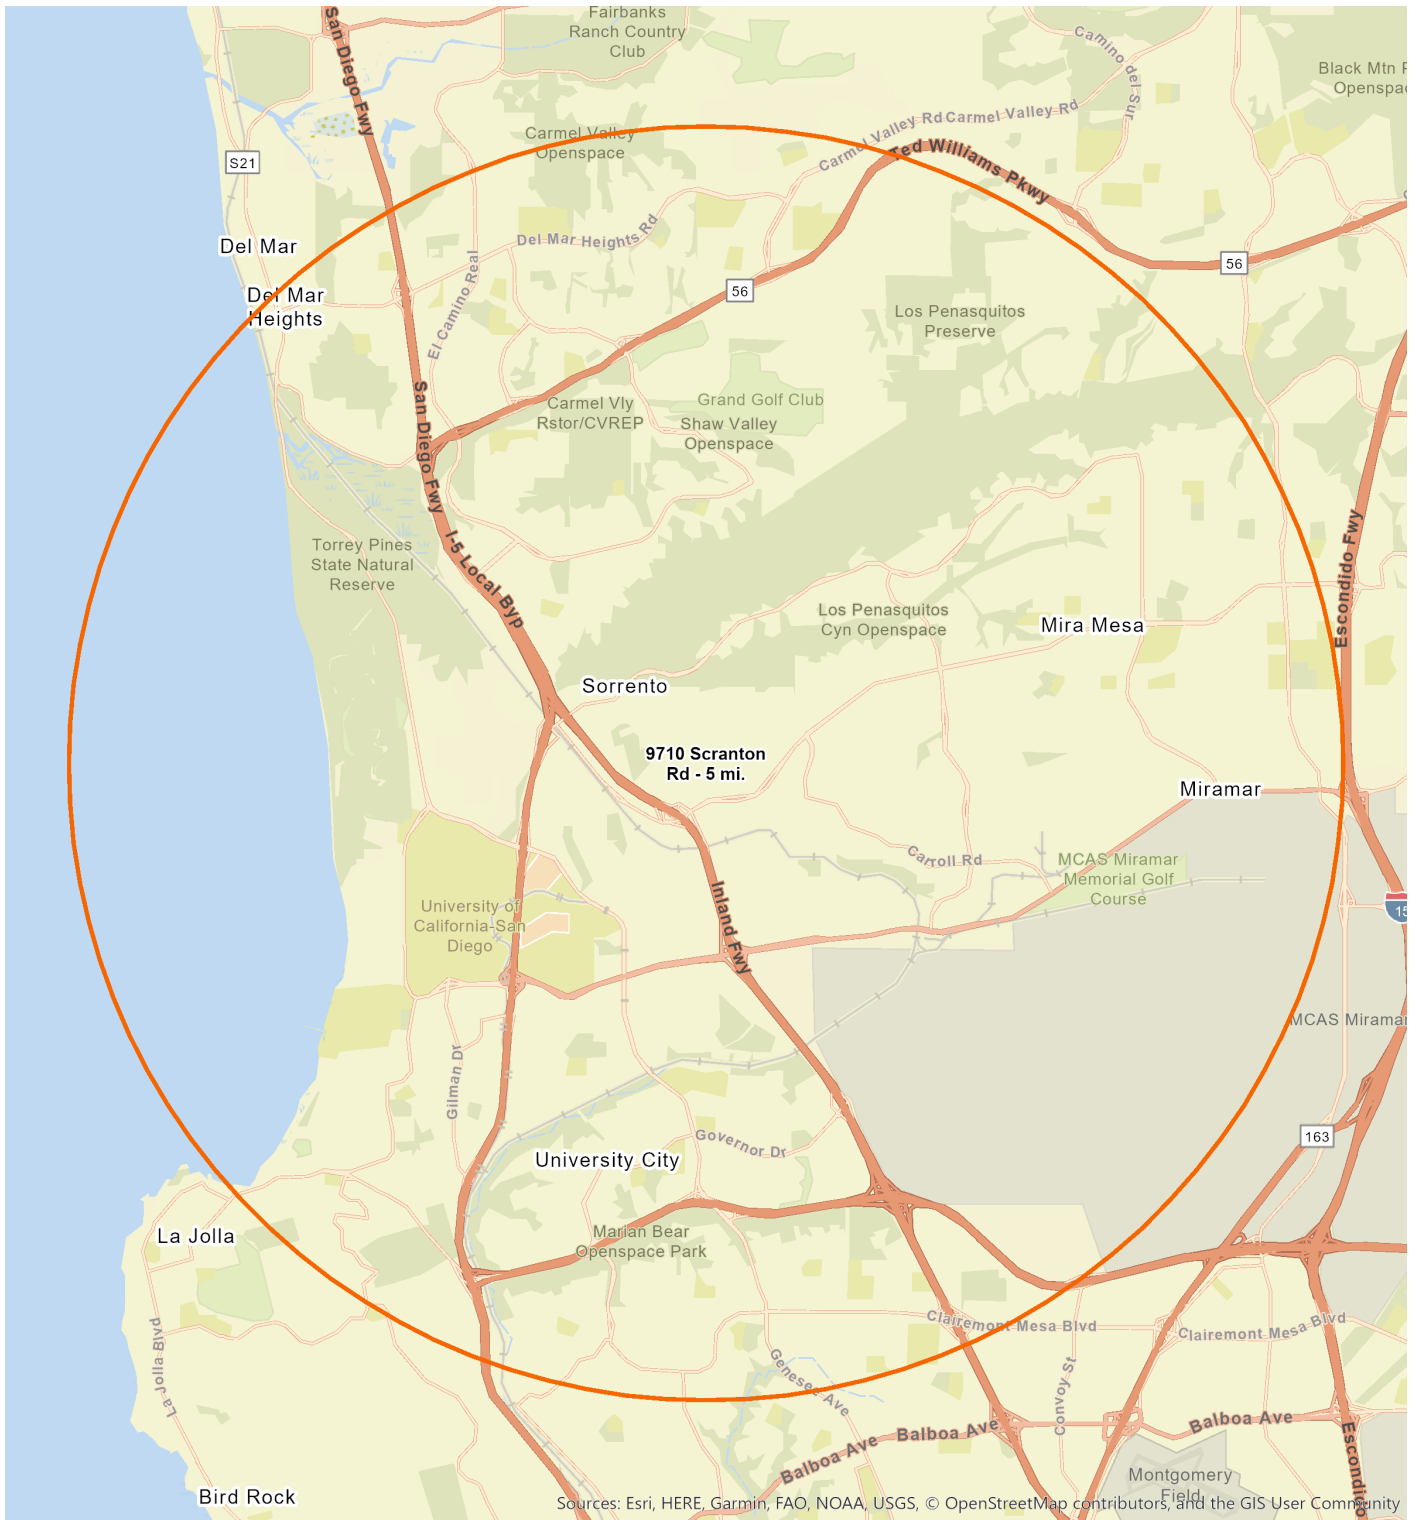 San Diego Fwy
Fairbanks
Ranch Country
Club
Camino del Sur
Black Mtn
Openspac
S21
Carmel Valley
Openspace
Carmel Valley Rd
Carmel Valley Rd
Ted Williams Pkwy
Del Mar
Del Mar Heights Rd
56
56
Del Mar
Heights
El Camino Real
Los Penasquitos
Preserve
San Diego Fwy
Carmel Vly
Rstor/CVREP
Grand Golf Club
Shaw Valley
Openspace
Torrey Pines
State Natural
Reserve
I-5 Local Byp
Escondido Fwy
Los Penasquitos
Cyn Openspace
Mira Mesa
Sorrento
9710 Scranton
Rd - 5 mi.
Miramar
Carroll Rd
MCAS Miramar
Memorial Golf
Course
University of
California-San
Diego
Inland Fwy
15
MCAS Miramar
Gilman Dr
Governor Dr
163
University City
La Jolla
Marian Bear
Openspace Park
La Jolla Blvd
Clairemont Mesa Blvd
Clairemont Mesa Blvd
Genesee Ave
Convoy St
Balboa Ave
Balboa Ave
Balboa Ave
Escondido
Montgomery
Field
Bird Rock
Sources: Esri, HERE, Garmin, FAO, NOAA, USGS, © OpenStreetMap contributors, and the GIS User Community